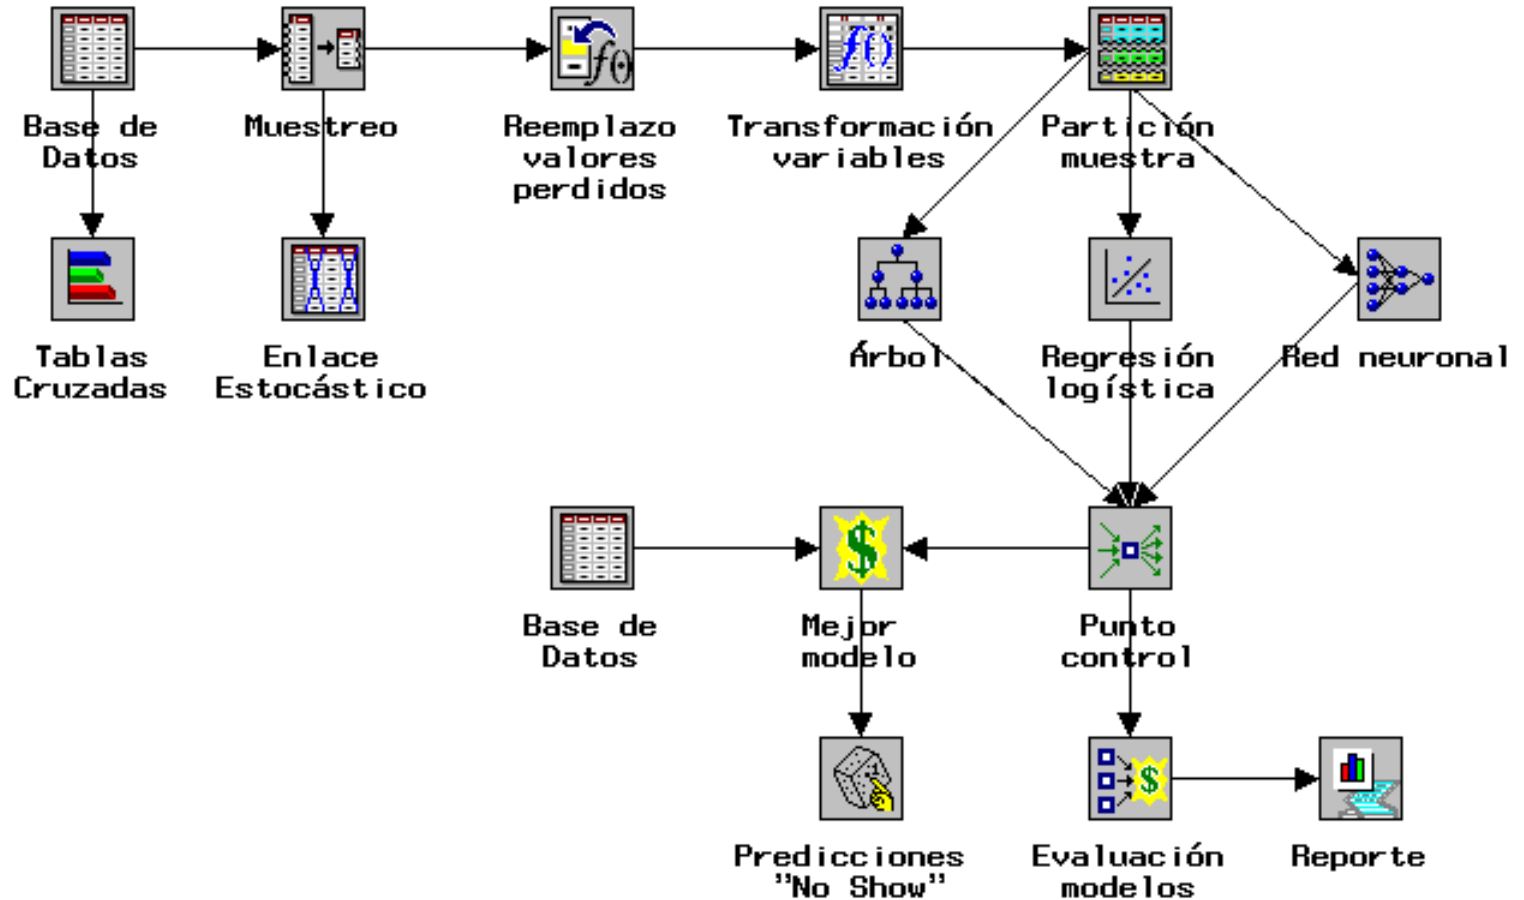 Base de
Datos
Muestreo
Reemplazo
valores
perdidos
Transformación
variables
Partición
muestra
Tablas
Cruzadas
Enlace
Estocástico
Árbol
Regresión
logística
Red neuronal
Base de
Datos
Mejor
modelo
Punto
control
Predicciones
"No Show"
Evaluación
modelos
Reporte